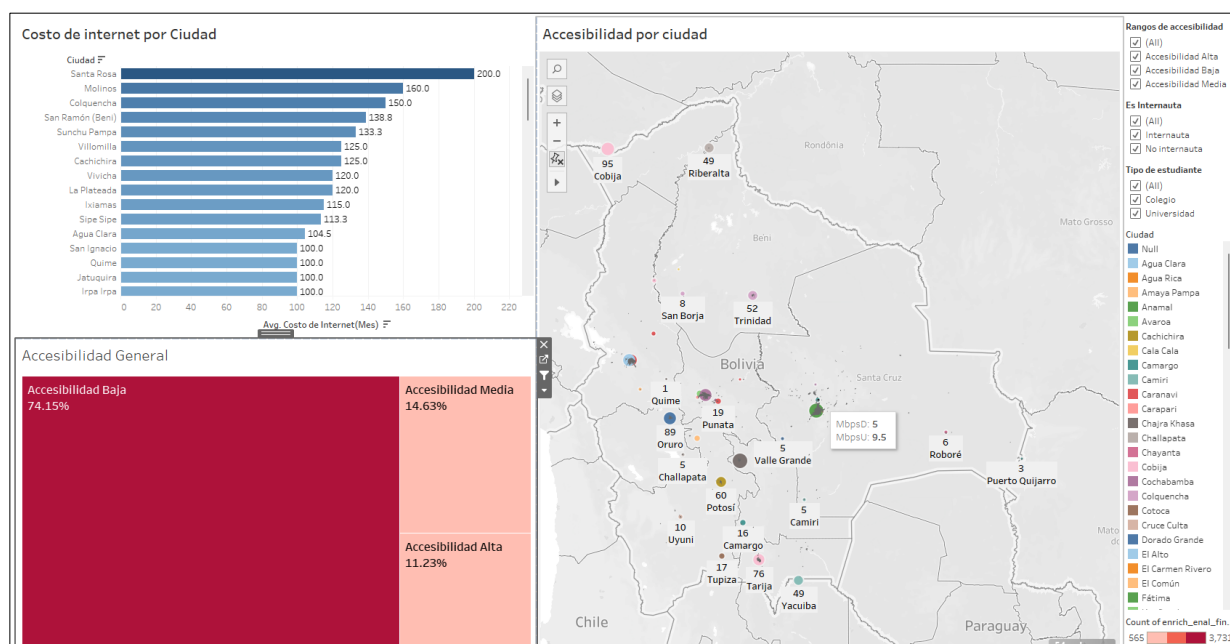 Costo de internet por Ciudad
Ciudad
Santa Rosa 200.0
Molinos 160.0
Colquencha 150.0
San Ramón (Beni) 138.8
Sunchu Pampa 133.3
Villomilla 125.0
Cachichira 125.0
Vivicha 120.0
La Plateada 120.0
Ixiamas 115.0
Sipe Sipe 113.3
Agua Clara 104.5
San Ignacio 100.0
Quime 100.0
Jatuquira 100.0
Irpa Irpa 100.0
0 20 40 60 80 100 120 140 160 180 200 220
Avg. Costo de Internet(Mes)
Accesibilidad General
Accesibilidad Baja
74.15%
Accesibilidad Media
14.63%
Accesibilidad Alta
11.23%
Accesibilidad por ciudad
Rondônia
95
Cobija
49
Riberalta
Mato Grosso
Beni
8
San Borja
52
Trinidad
Bolivia
Santa Cruz
1
Quime
19
Punata
MbpsD: 5
MbpsU: 9.5
89
Oruro
5
Valle Grande
6
Roboré
5
Challapata
3
Puerto Quijarro
60
Potosí
5
Camiri
10
Uyuni
16
Camargo
Mato
do
17
Tupiza
76
Tarija
49
Yacuiba
Chile
Paraguay
Rangos de accesibilidad
(All)
Accesibilidad Alta
Accesibilidad Baja
Accesibilidad Media
Es Internauta
(All)
Internauta
No internauta
Tipo de estudiante
(All)
Colegio
Universidad
Ciudad
Null
Agua Clara
Agua Rica
Amaya Pampa
Anamal
Avaroa
Cachichira
Cala Cala
Camargo
Camiri
Caranavi
Carapari
Chajra Khasa
Challapata
Chayanta
Cobija
Cochabamba
Colquencha
Cotoca
Cruce Culta
Dorado Grande
El Alto
El Carmen Rivero
El Común
Fátima
Count of enrich_enal_fin..
565